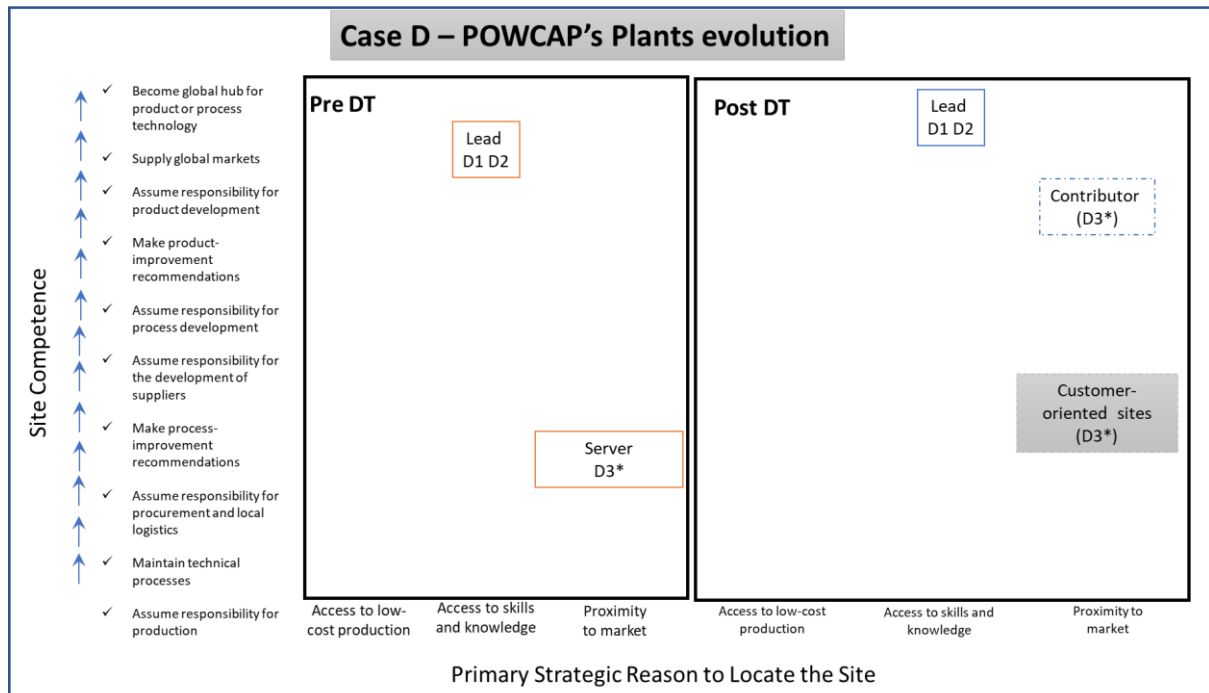 Case D – POWCAP's Plants evolution
Site Competence
✓ Become global hub for
product or process
technology
✓ Supply global markets
✓ Assume responsibility for
product development
✓ Make product-
improvement
recommendations
✓ Assume responsibility for
process development
✓ Assume responsibility for
the development of
suppliers
✓ Make process-
improvement
recommendations
✓ Assume responsibility for
procurement and local
logistics
✓ Maintain technical
processes
✓ Assume responsibility for
production
Pre DT
Lead
D1 D2
Server
D3*
Access to low-
cost production
Access to skills
and knowledge
Proximity
to market
Post DT
Lead
D1 D2
Contributor
(D3*)
Customer-
oriented sites
(D3*)
Access to low-cost
production
Access to skills and
knowledge
Proximity to
market
Primary Strategic Reason to Locate the Site